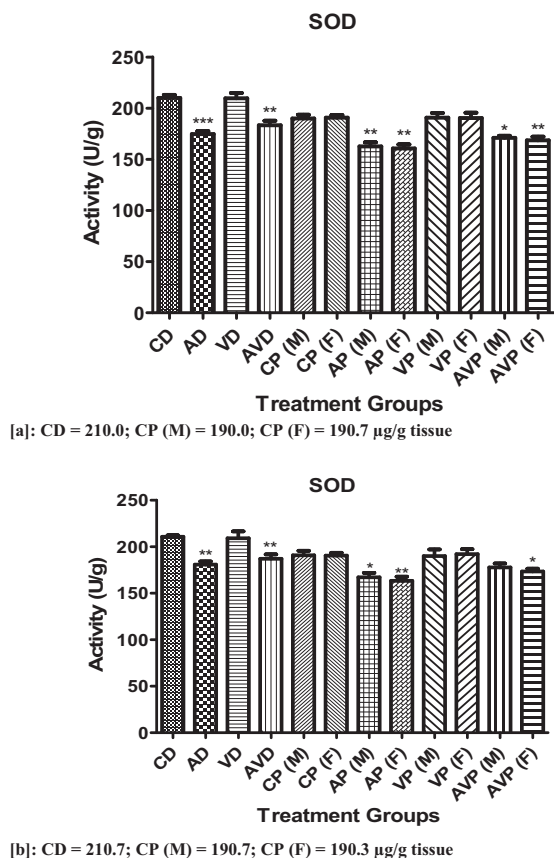 SOD
250
200
150
100
50
0
Activity (U/g)
***
**
**
**
*
**
CD
AD
VD
AVD
CP (M)
CP (F)
AP (M)
AP (F)
VP (M)
VP (F)
AVP (M)
AVP (F)
Treatment Groups
[a]: CD = 210.0; CP (M) = 190.0; CP (F) = 190.7 µg/g tissue
SOD
250
200
150
100
50
0
Activity (U/g)
**
**
*
**
*
CD
AD
VD
AVD
CP (M)
CP (F)
AP (M)
AP (F)
VP (M)
VP (F)
AVP (M)
AVP (F)
Treatment Groups
[b]: CD = 210.7; CP (M) = 190.7; CP (F) = 190.3 µg/g tissue